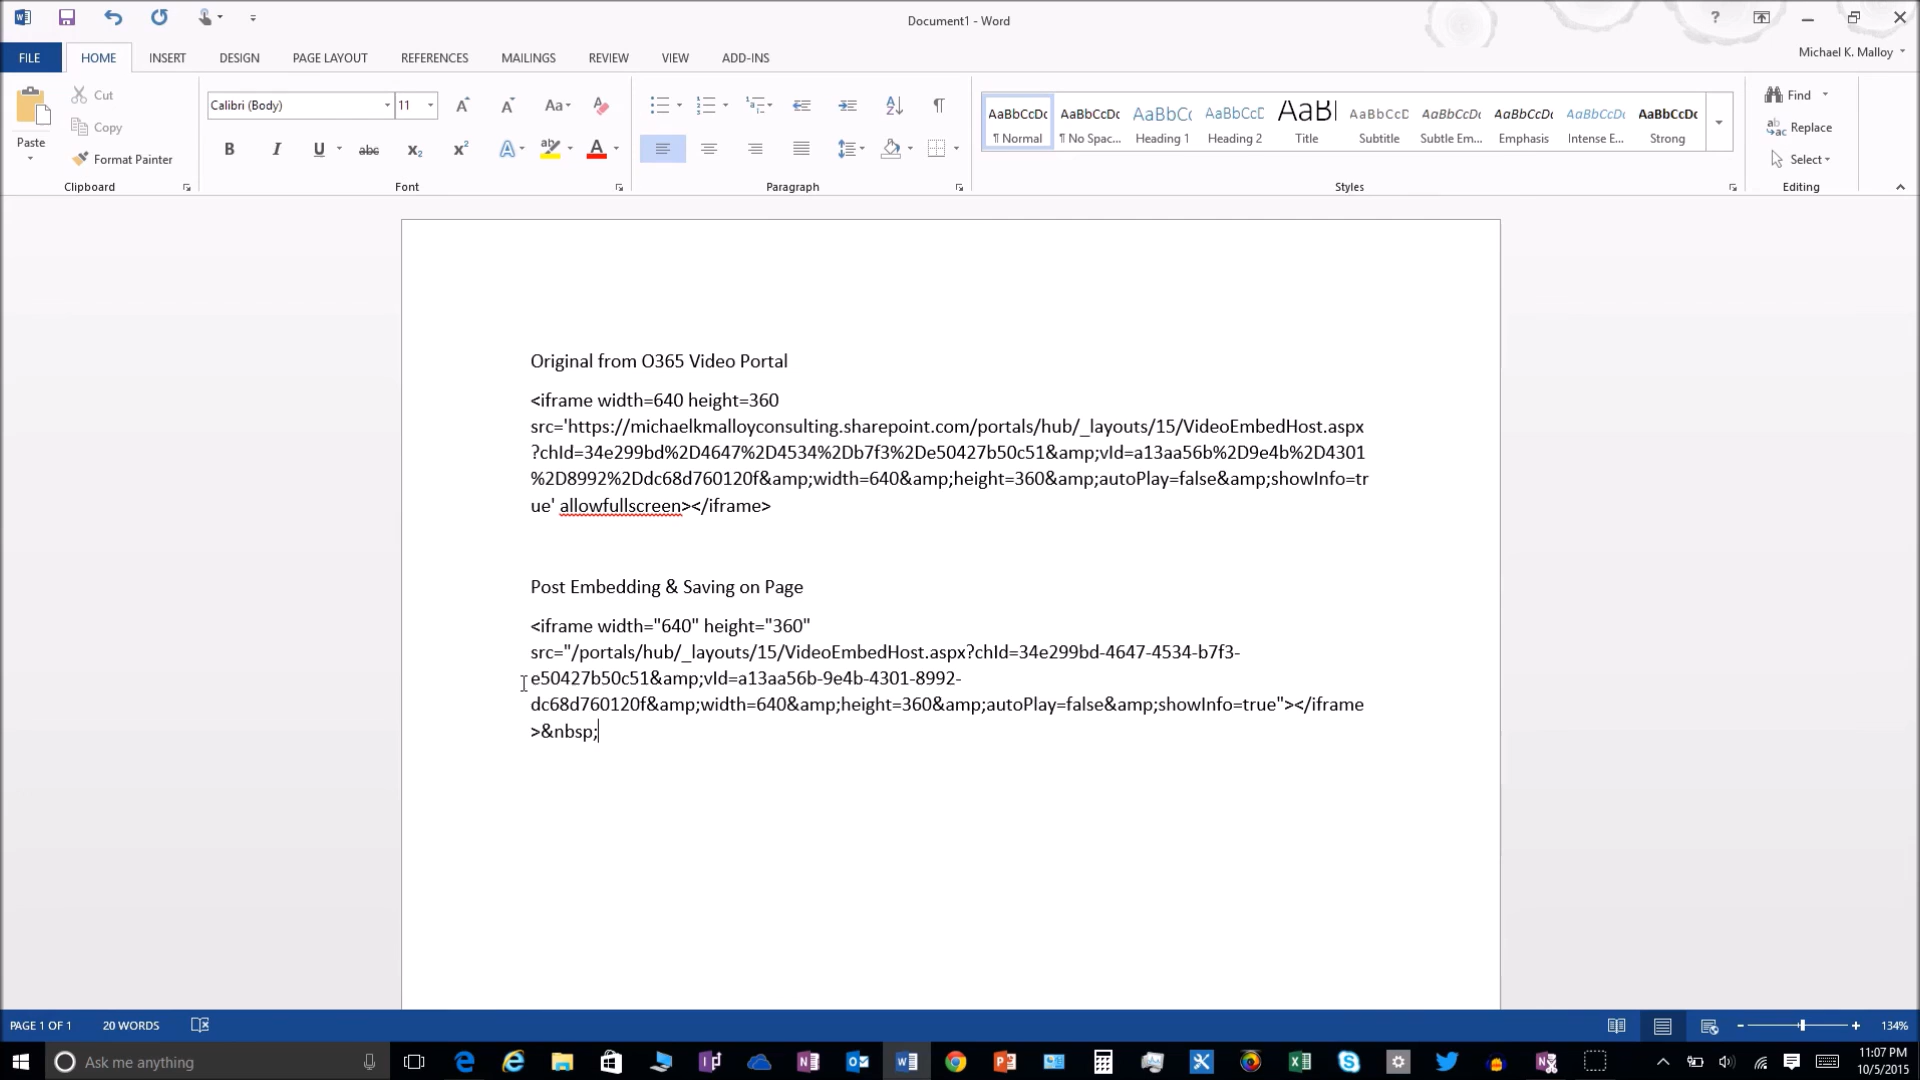 Document1 - Word
?
Michael K. Malloy
FILE HOME INSERT DESIGN PAGE LAYOUT REFERENCES MAILINGS REVIEW VIEW ADD-INS
Paste
Cut
Copy
Format Painter
Clipboard
Calibri (Body) 11
Font
Paragraph
AaBbCcDc AaBbCcDc AaBbC( AaBbCcC AaB| AaBbCcD AaBbCcDc AaBbCcDc AaBbCcDc AaBbCcDc
¶ Normal ¶ No Spac... Heading 1 Heading 2 Title Subtitle Subtle Em... Emphasis Intense E... Strong
Styles
Find
Replace
Select
Editing
Original from O365 Video Portal
<iframe width=640 height=360
src='https://michaelkmalloyconsulting.sharepoint.com/portals/hub/_layouts/15/VideoEmbedHost.aspx
?chId=34e299bd%2D4647%2D4534%2Db7f3%2De50427b50c51&amp;vId=a13aa56b%2D9e4b%2D4301
%2D8992%2Ddc68d760120f&amp;width=640&amp;height=360&amp;autoPlay=false&amp;showInfo=tr
ue' allowfullscreen></iframe>
Post Embedding & Saving on Page
<iframe width="640" height="360"
src="/portals/hub/_layouts/15/VideoEmbedHost.aspx?chId=34e299bd-4647-4534-b7f3-
e50427b50c51&amp;vId=a13aa56b-9e4b-4301-8992-
dc68d760120f&amp;width=640&amp;height=360&amp;autoPlay=false&amp;showInfo=true"></iframe
>&nbsp;
PAGE 1 OF 1 20 WORDS 134%
Ask me anything
11:07 PM
10/5/2015